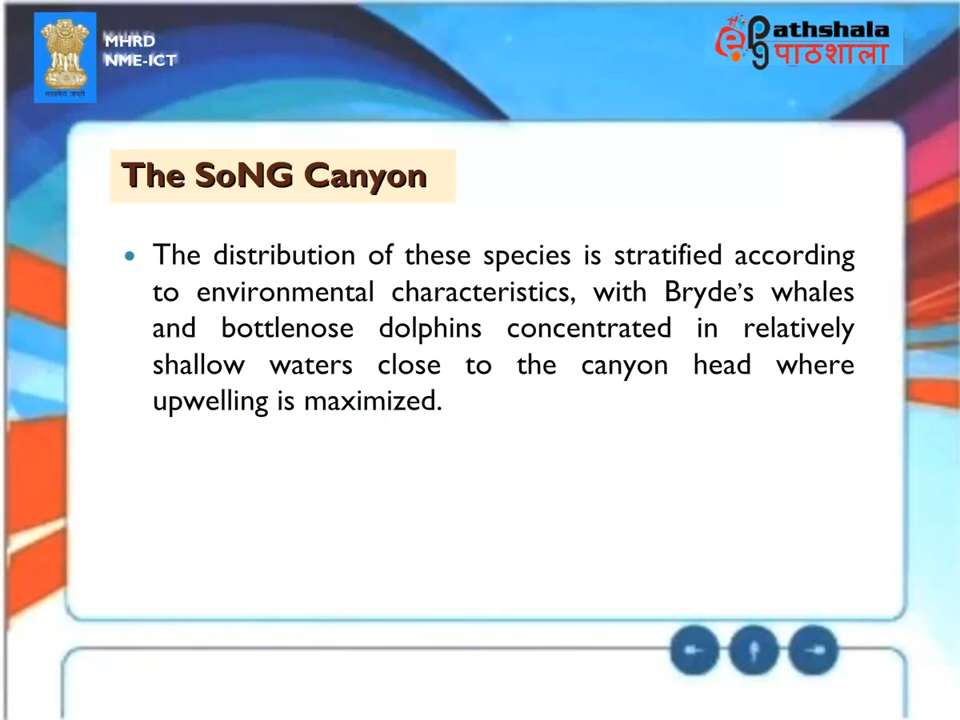 MHRD
NME-ICT
ePG Pathshala
पाठशाला
The SoNG Canyon
• The distribution of these species is stratified according
to environmental characteristics, with Bryde's whales
and bottlenose dolphins concentrated in relatively
shallow waters close to the canyon head where
upwelling is maximized.